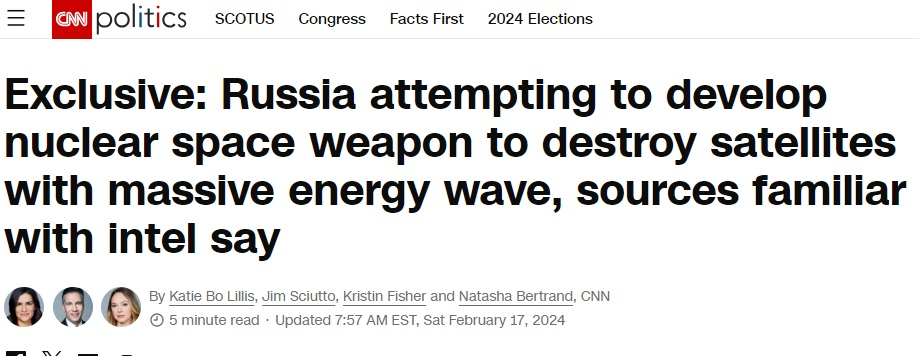 CNN politics SCOTUS Congress Facts First 2024 Elections
Exclusive: Russia attempting to develop
nuclear space weapon to destroy satellites
with massive energy wave, sources familiar
with intel say
By Katie Bo Lillis, Jim Sciutto, Kristin Fisher and Natasha Bertrand, CNN
5 minute read · Updated 7:57 AM EST, Sat February 17, 2024